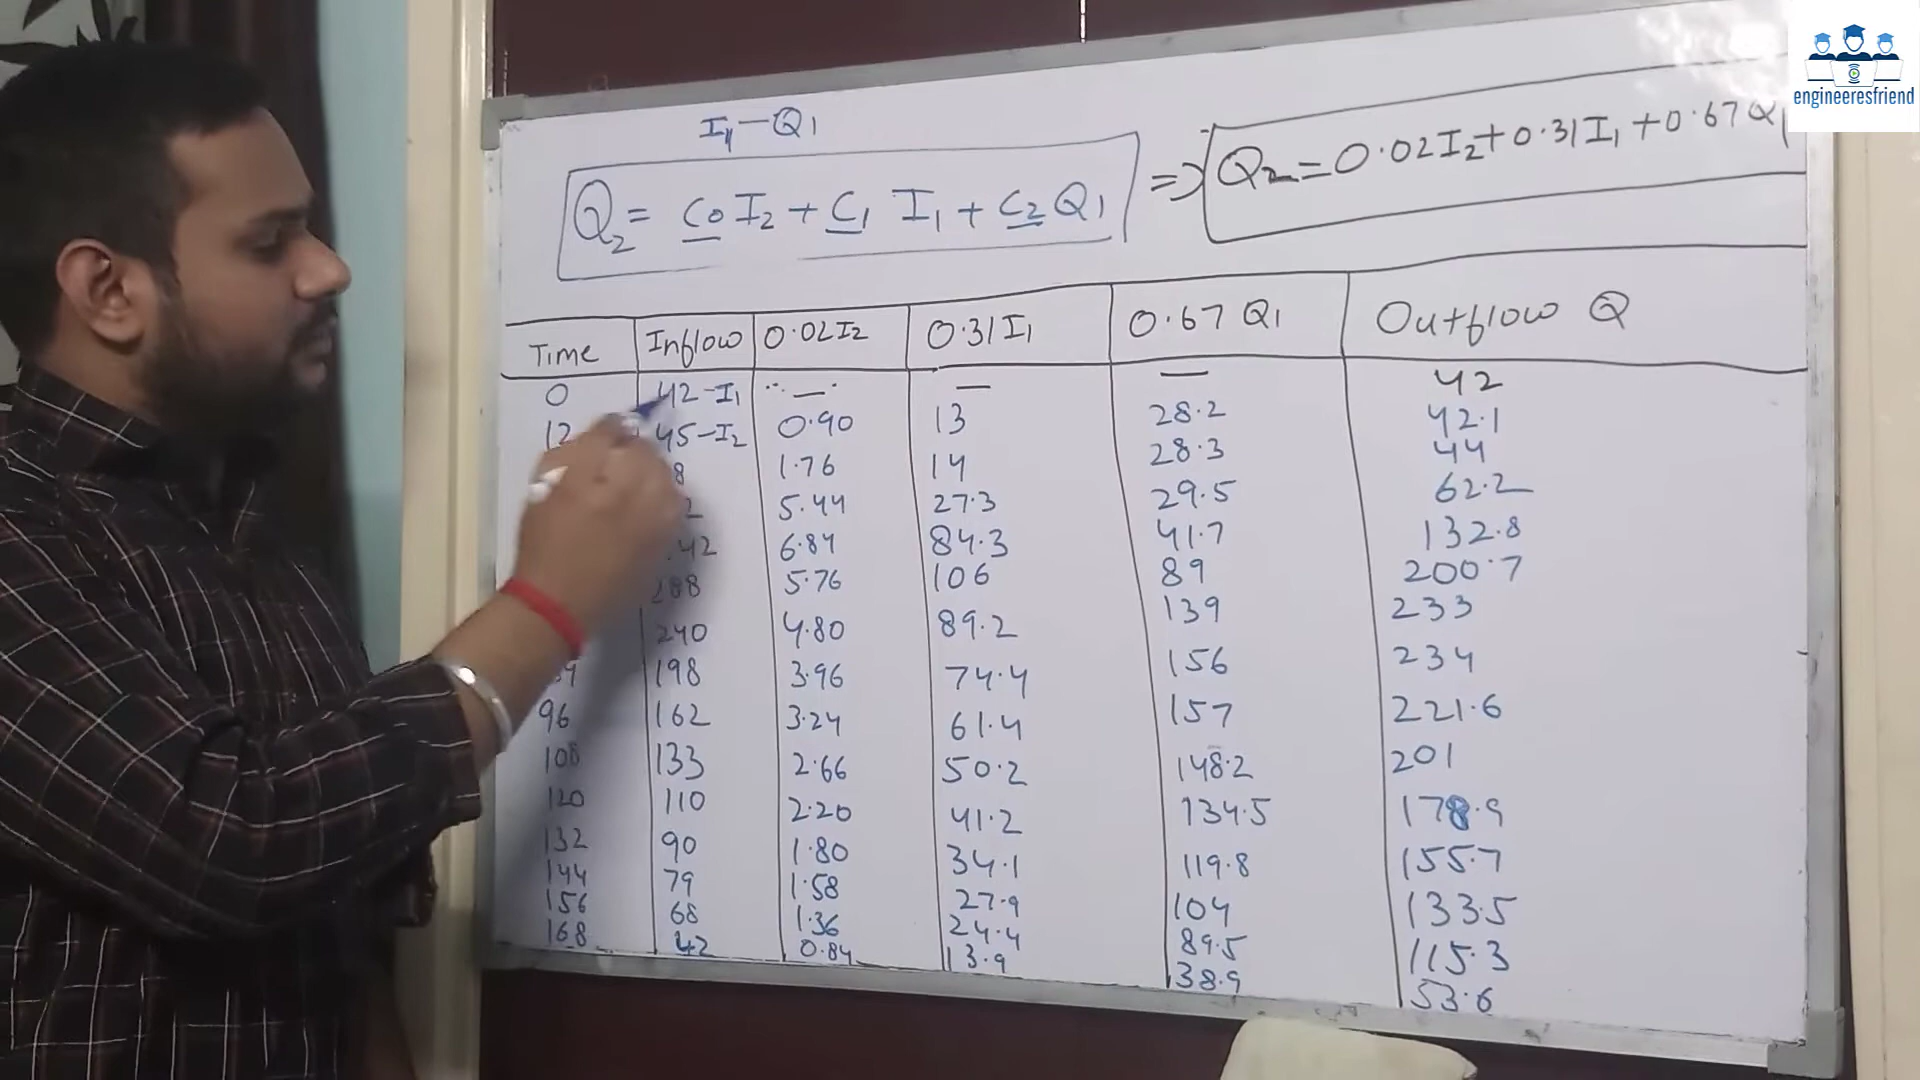 engineeresfriend
I1 — Q1
Q2 = C0 I2 + C1 I1 + C2 Q1
=> Q2 = 0.02I2 + 0.31I1 + 0.67Q1
Time Inflow 0.02I2 0.31I1 0.67 Q1 Outflow Q
0 42-I1 — — — 42
12 45-I2 0.90 13 28.2 42.1
8 1.76 14 28.3 44
2 5.44 27.3 29.5 62.2
42 6.84 84.3 41.7 132.8
288 5.76 106 89 200.7
240 4.80 89.2 139 233
198 3.96 74.4 156 234
96 162 3.24 61.4 157 221.6
108 133 2.66 50.2 148.2 201
120 110 2.20 41.2 134.5 178.9
132 90 1.80 34.1 119.8 155.7
144 79 1.58 27.9 104 133.5
156 68 1.36 24.4 89.5 115.3
168 42 0.84 13.9 38.9 53.6